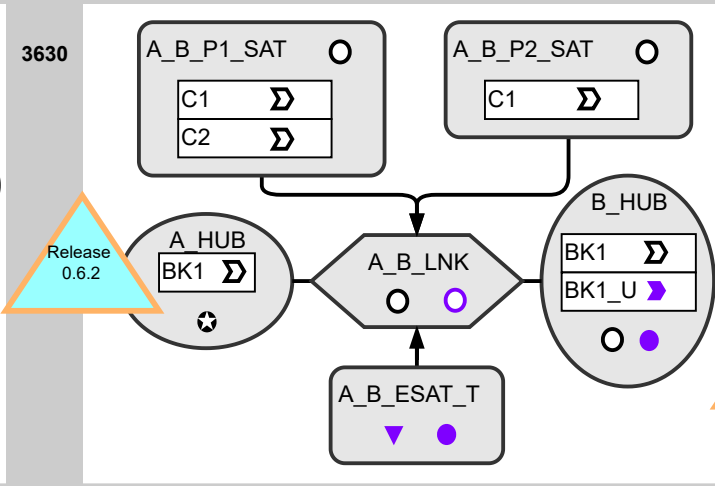 3630
A_B_P1_SAT
C1
C2
A_B_P2_SAT
C1
Release
0.6.2
A_HUB
BK1
A_B_LNK
B_HUB
BK1
BK1_U
A_B_ESAT_T